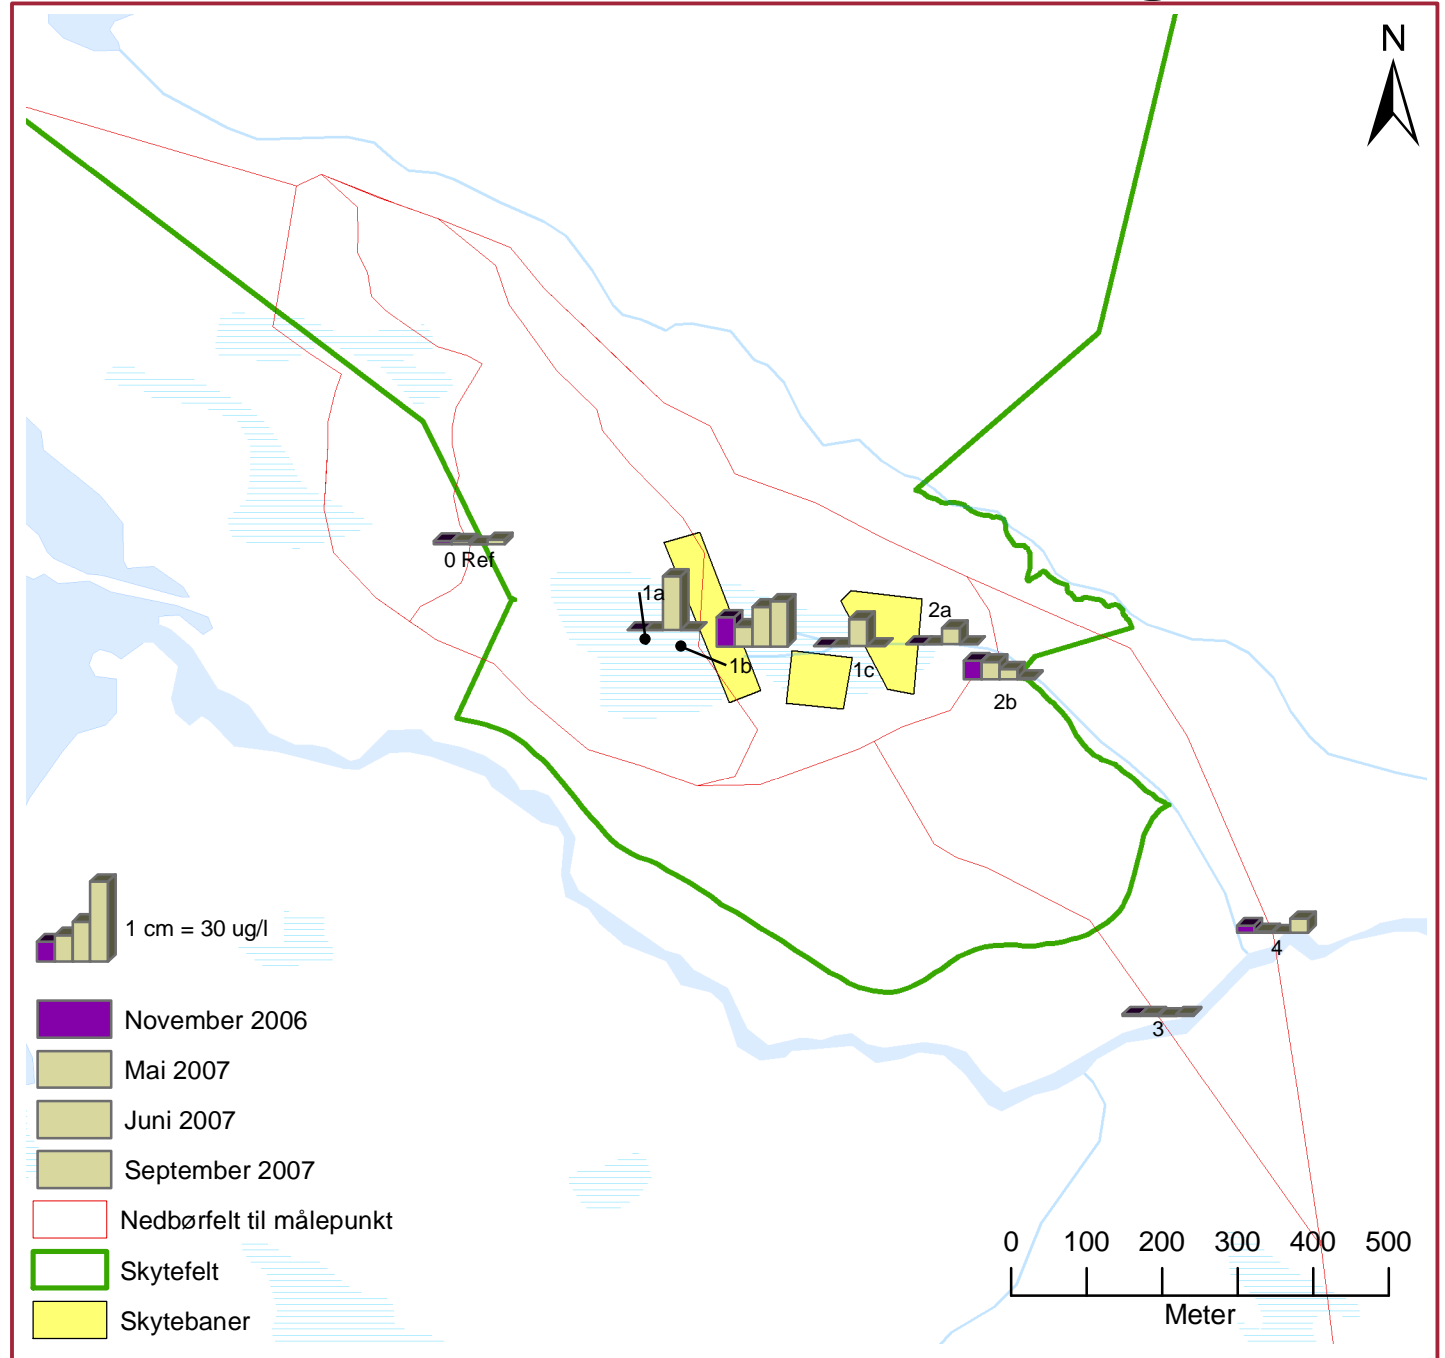 N
0 Ref
1a
1b
1c
2a
2b
4
3
1 cm = 30 ug/l
November 2006
Mai 2007
Juni 2007
September 2007
Nedbørfelt til målepunkt
Skytefelt
Skytebaner
0 100 200 300 400 500
Meter